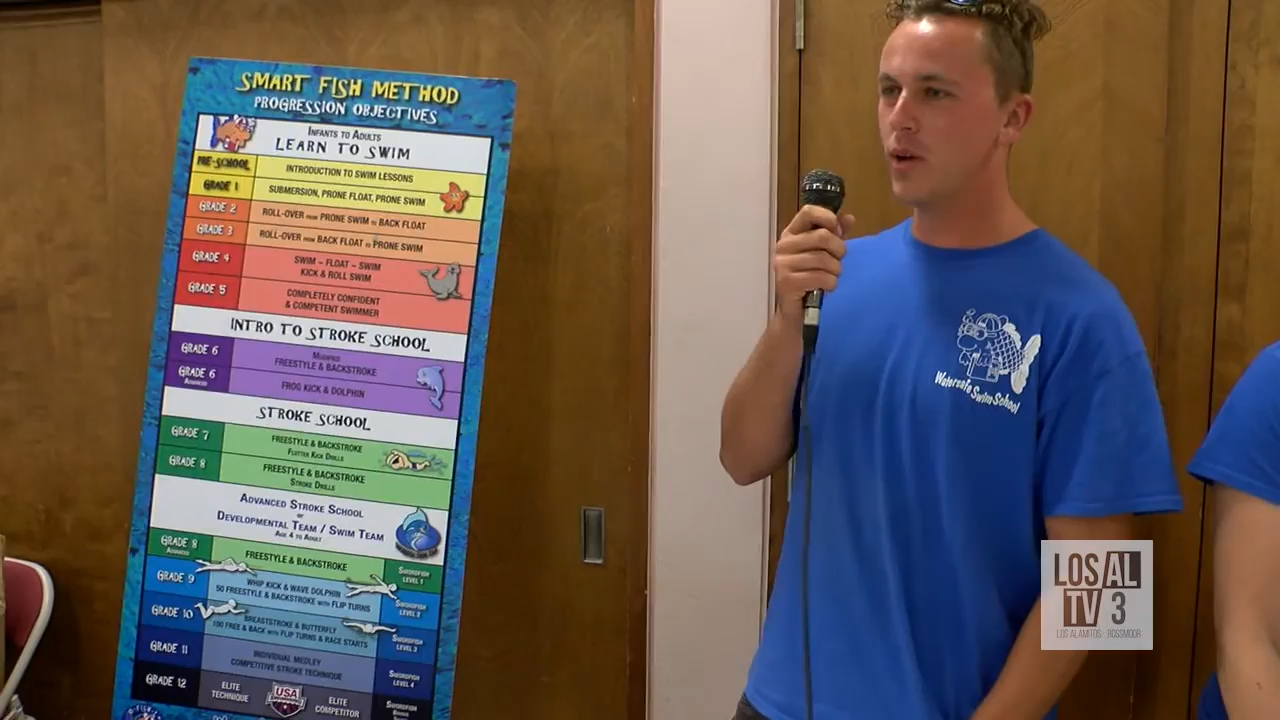 SMART FISH METHOD
PROGRESSION OBJECTIVES
INFANTS TO ADULTS
LEARN TO SWIM
PRE-SCHOOL
INTRODUCTION TO SWIM LESSONS
GRADE 1
SUBMERSION, PRONE FLOAT, PRONE SWIM
GRADE 2
ROLL-OVER FROM PRONE SWIM TO BACK FLOAT
GRADE 3
ROLL-OVER FROM BACK FLOAT TO PRONE SWIM
GRADE 4
SWIM – FLOAT – SWIM
KICK & ROLL SWIM
GRADE 5
COMPLETELY CONFIDENT
& COMPETENT SWIMMER
INTRO TO STROKE SCHOOL
GRADE 6
MODIFIED
FREESTYLE & BACKSTROKE
GRADE 6
ADVANCED
FROG KICK & DOLPHIN
STROKE SCHOOL
GRADE 7
FREESTYLE & BACKSTROKE
FLUTTER KICK DRILLS
GRADE 8
FREESTYLE & BACKSTROKE
STROKE DRILLS
ADVANCED STROKE SCHOOL
OR
DEVELOPMENTAL TEAM / SWIM TEAM
AGE 4 TO ADULT
GRADE 8
ADVANCED
FREESTYLE & BACKSTROKE
SWORDFISH
LEVEL 1
GRADE 9
WHIP KICK & WAVE DOLPHIN
50 FREESTYLE & BACKSTROKE WITH FLIP TURNS
SWORDFISH
LEVEL 2
GRADE 10
BREASTSTROKE & BUTTERFLY
100 FREE & BACK WITH FLIP TURNS & RACE STARTS
SWORDFISH
LEVEL 3
GRADE 11
INDIVIDUAL MEDLEY
COMPETITIVE STROKE TECHNIQUE
SWORDFISH
LEVEL 4
GRADE 12
ELITE
TECHNIQUE
USA
ELITE
COMPETITOR
SWORDFISH
Watersafe Swim School
LOS AL
TV 3
LOS ALAMITOS ROSSMOOR